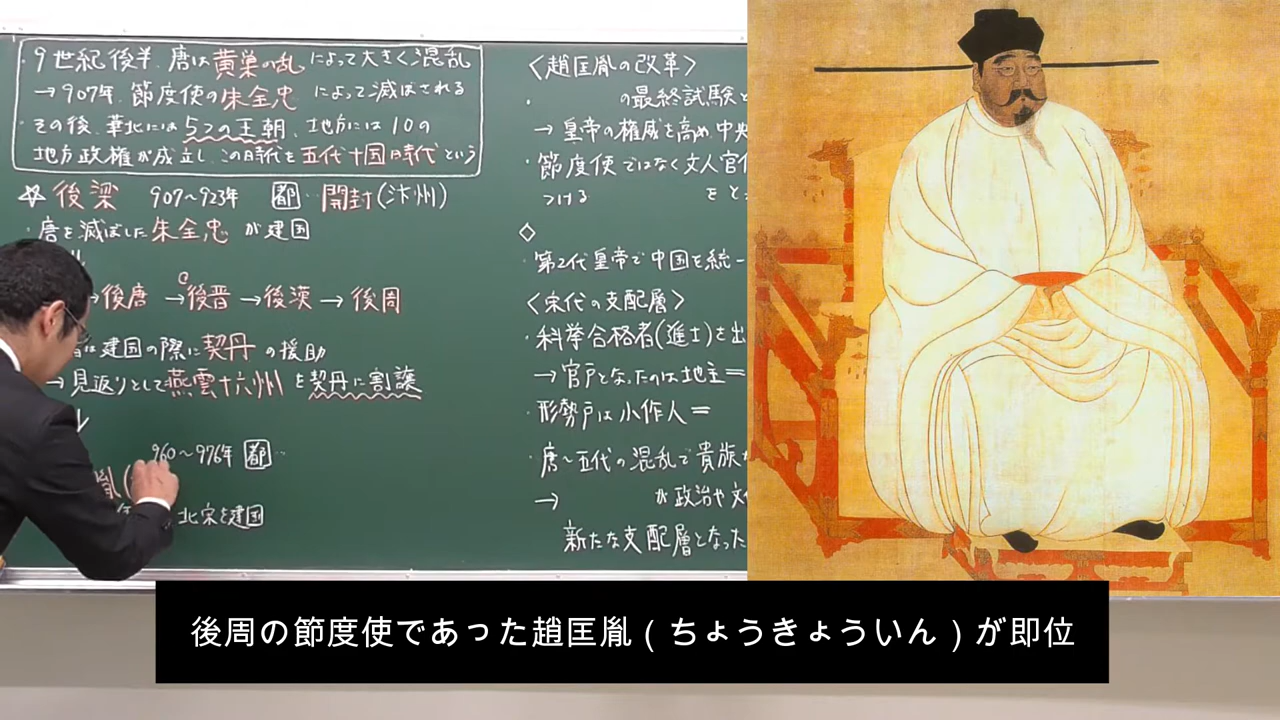 9世紀後半、唐は黄巣の乱によって大きく混乱
→907年、節度使の朱全忠によって滅ぼされる
・その後、華北には5つの王朝、地方には10の
地方政権が成立し、この時代を五代十国時代という
☆後梁 907〜923年 都…開封(汴州)
・唐を滅ぼした朱全忠が建国
→後唐→後晋→後漢→後周
は建国の際に契丹の援助
→見返りとして燕雲十六州を契丹に割譲
960〜976年 都…
胤(
北宋を建国
〈趙匡胤の改革〉
・ の最終試験と
→皇帝の権威を高め、中央
・節度使ではなく文人官
つける をと
◇
・第2代皇帝で中国を統一
〈宋代の支配層〉
・科挙合格者(進士)を出
→官戸となったのは地主=
・形勢戸は小作人=
・唐〜五代の混乱で貴族
→ が政治や文
新たな支配層となった
後周の節度使であった趙匡胤(ちょうきょういん)が即位